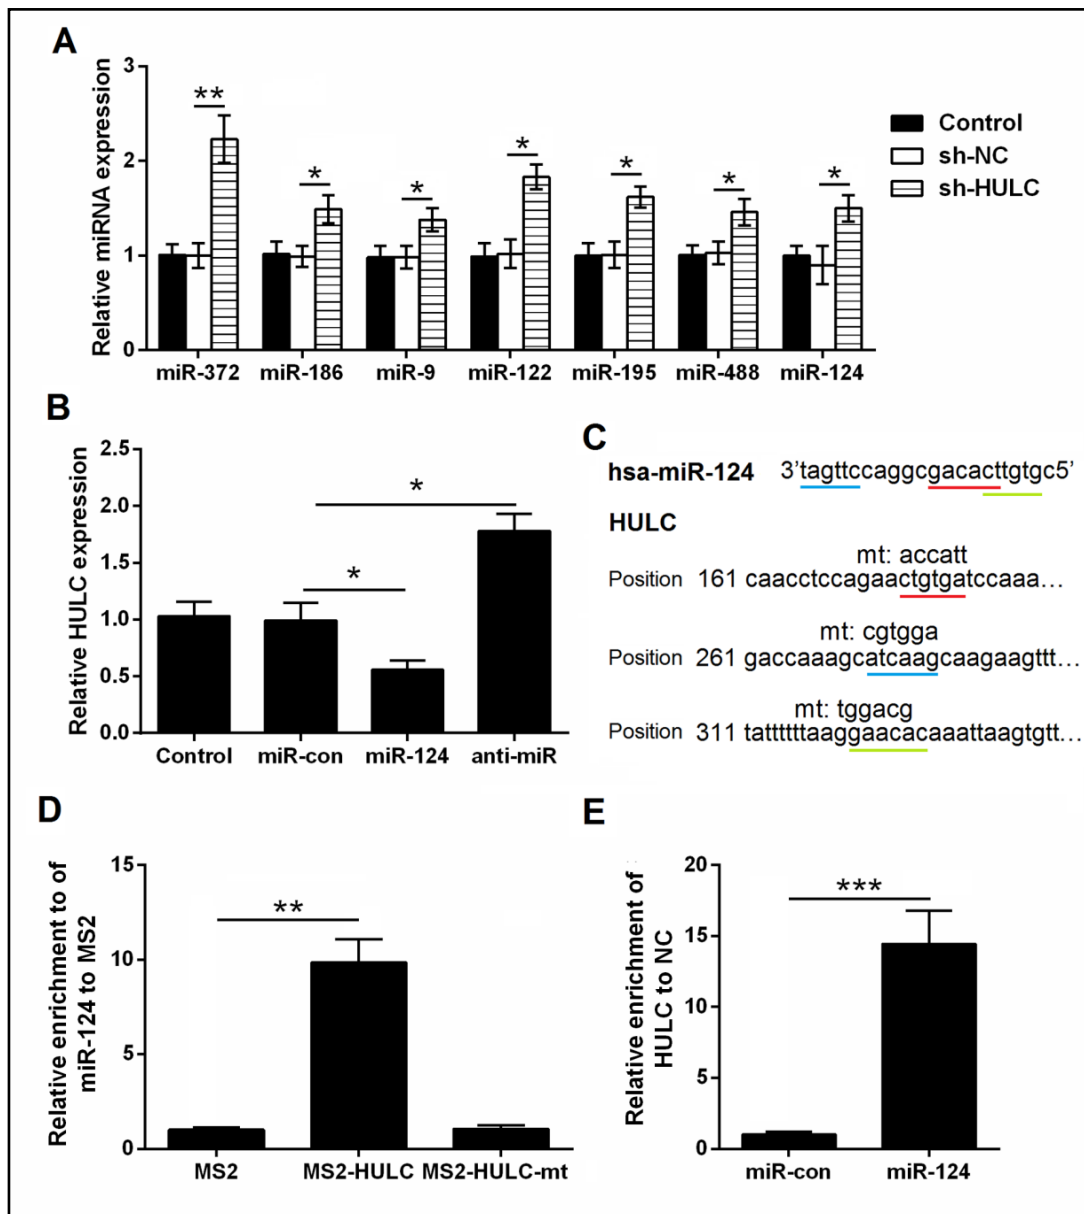 A
Relative miRNA expression
3
2
1
0
**
*
*
*
*
*
*
miR-372 miR-186 miR-9 miR-122 miR-195 miR-488 miR-124
Control
sh-NC
sh-HULC
B
Relative HULC expression
2.5
2.0
1.5
1.0
0.5
0.0
*
*
Control miR-con miR-124 anti-miR
C
hsa-miR-124 3'tagttccaggcgacacttgtgc5'
HULC
mt: accatt
Position 161 caacctccagaactgtgatccaaa...
mt: cgtgga
Position 261 gaccaaagcatcaagcaagaagttt...
mt: tggacg
Position 311 tattttttaaggaacacaaattaagtgtt...
D
Relative enrichment to of
miR-124 to MS2
15
10
5
0
**
MS2 MS2-HULC MS2-HULC-mt
E
Relative enrichment of
HULC to NC
20
15
10
5
0
***
miR-con miR-124